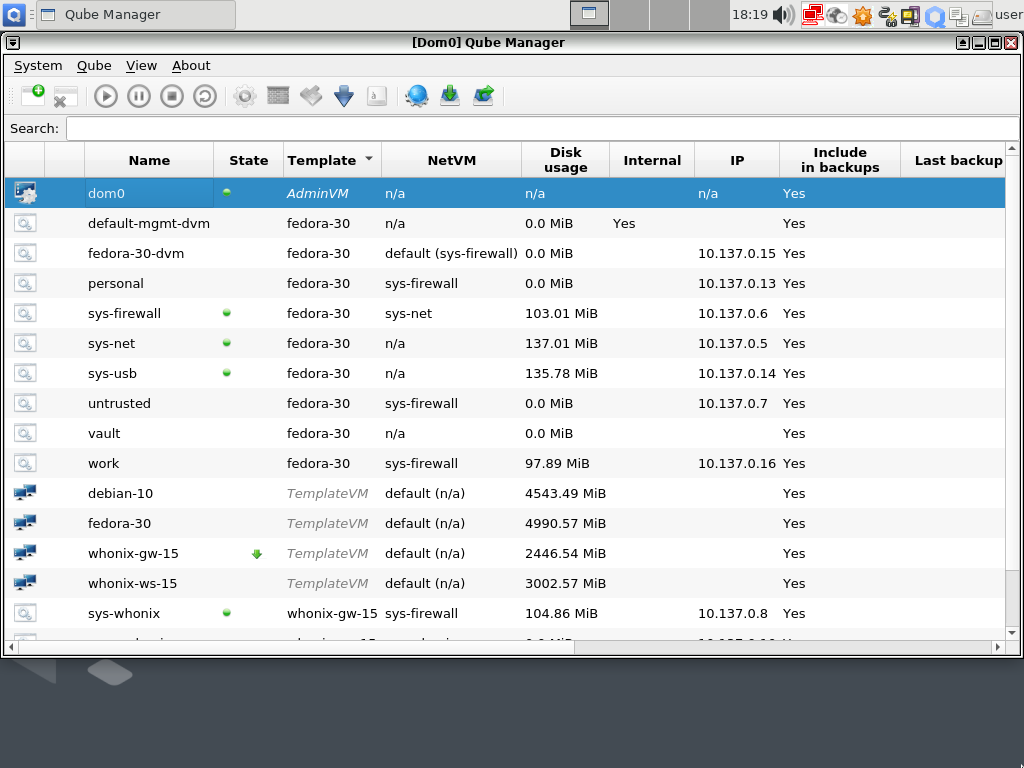 Qube Manager 18:19 user
[Dom0] Qube Manager
System Qube View About
Search:
Name State Template NetVM Disk usage Internal IP Include in backups Last backup
dom0 AdminVM n/a n/a n/a Yes
default-mgmt-dvm fedora-30 n/a 0.0 MiB Yes Yes
fedora-30-dvm fedora-30 default (sys-firewall) 0.0 MiB 10.137.0.15 Yes
personal fedora-30 sys-firewall 0.0 MiB 10.137.0.13 Yes
sys-firewall fedora-30 sys-net 103.01 MiB 10.137.0.6 Yes
sys-net fedora-30 n/a 137.01 MiB 10.137.0.5 Yes
sys-usb fedora-30 n/a 135.78 MiB 10.137.0.14 Yes
untrusted fedora-30 sys-firewall 0.0 MiB 10.137.0.7 Yes
vault fedora-30 n/a 0.0 MiB Yes
work fedora-30 sys-firewall 97.89 MiB 10.137.0.16 Yes
debian-10 TemplateVM default (n/a) 4543.49 MiB Yes
fedora-30 TemplateVM default (n/a) 4990.57 MiB Yes
whonix-gw-15 TemplateVM default (n/a) 2446.54 MiB Yes
whonix-ws-15 TemplateVM default (n/a) 3002.57 MiB Yes
sys-whonix whonix-gw-15 sys-firewall 104.86 MiB 10.137.0.8 Yes